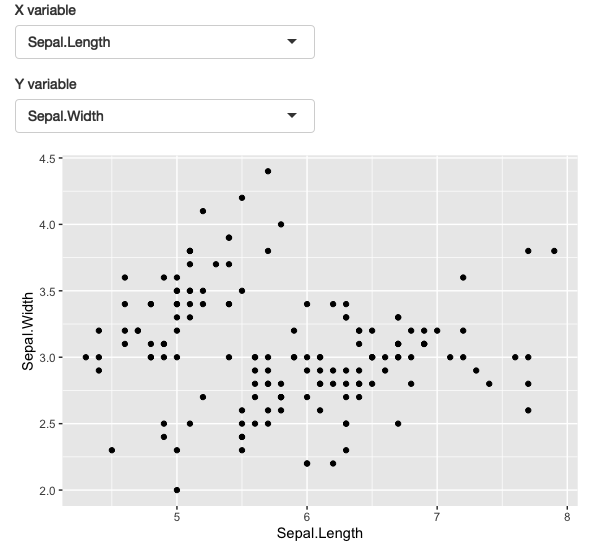 X variable
Sepal.Length
Y variable
Sepal.Width
4.5
4.0
3.5
3.0
2.5
2.0
Sepal.Width
5 6 7 8
Sepal.Length